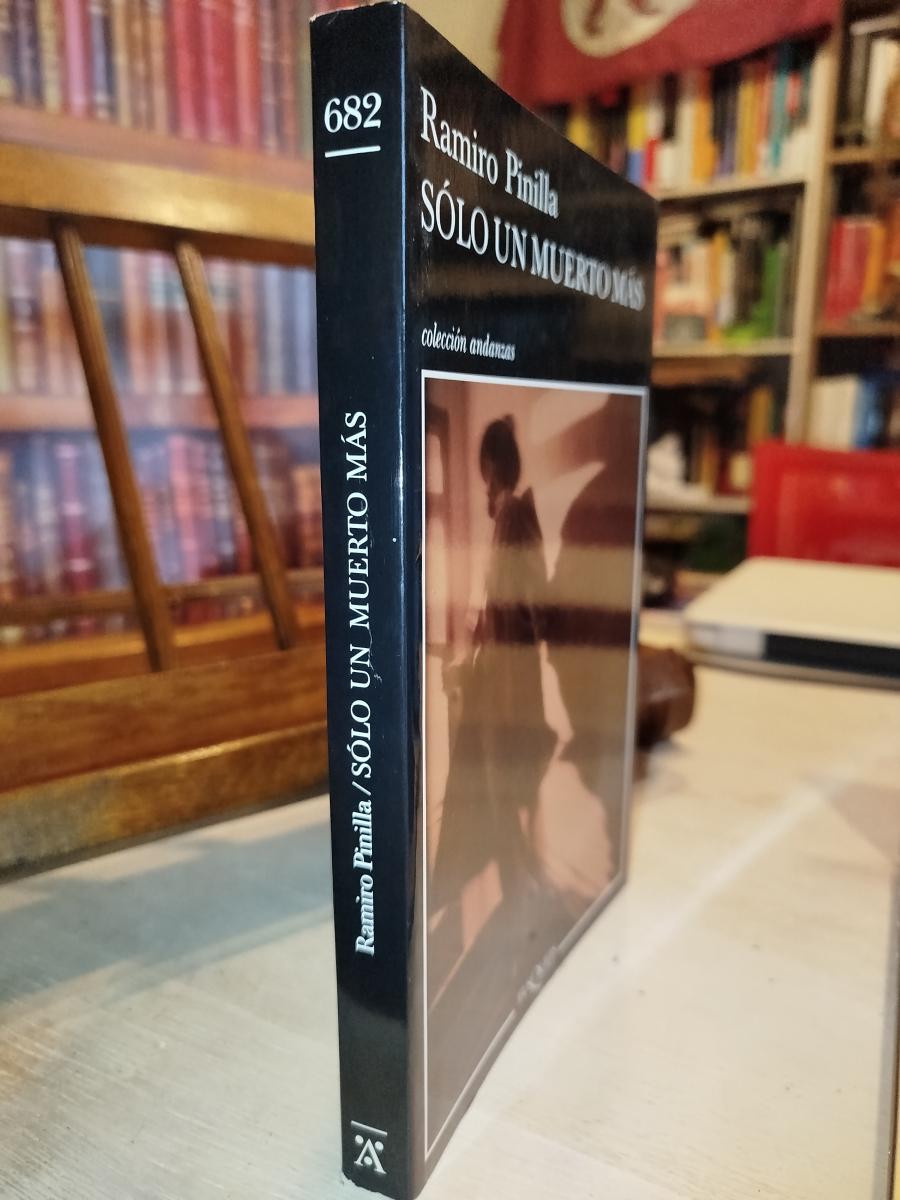 682
Ramiro Pinilla / SÓLO UN MUERTO MÁS
A
Ramiro Pinilla
SÓLO UN MUERTO MÁS
colección andanzas